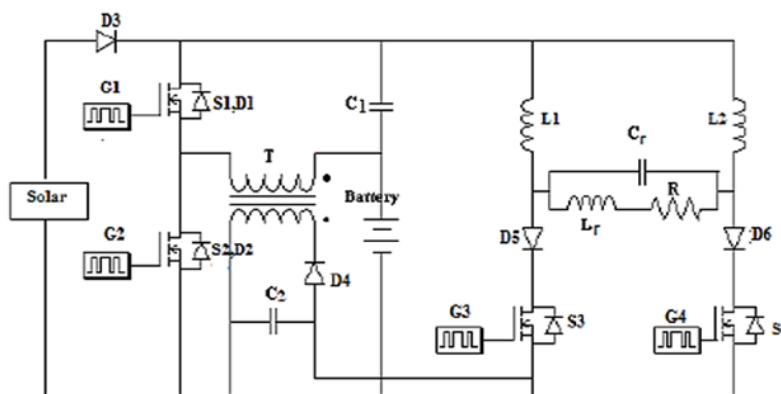 D3
G1
S1,D1
C1
L1
L2
Cr
T
R
Solar
Battery
Lr
G2
S2,D2
D5
D6
D4
C2
G3
S3
G4
S